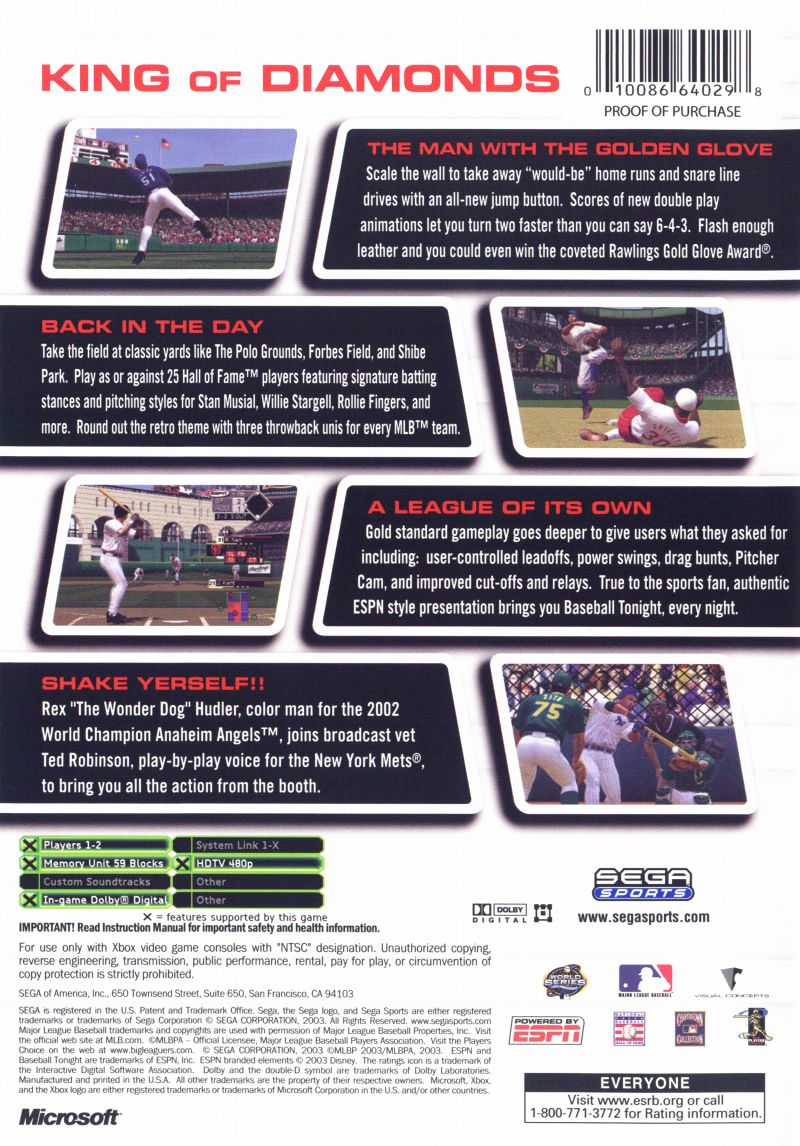 KING OF DIAMONDS
0 10086 64029 8
PROOF OF PURCHASE
51
THE MAN WITH THE GOLDEN GLOVE
Scale the wall to take away “would-be” home runs and snare line
drives with an all-new jump button. Scores of new double play
animations let you turn two faster than you can say 6-4-3. Flash enough
leather and you could even win the coveted Rawlings Gold Glove Award®.
BACK IN THE DAY
Take the field at classic yards like The Polo Grounds, Forbes Field, and Shibe
Park. Play as or against 25 Hall of Fame™ players featuring signature batting
stances and pitching styles for Stan Musial, Willie Stargell, Rollie Fingers, and
more. Round out the retro theme with three throwback unis for every MLB™ team.
A LEAGUE OF ITS OWN
Gold standard gameplay goes deeper to give users what they asked for
including: user-controlled leadoffs, power swings, drag bunts, Pitcher
Cam, and improved cut-offs and relays. True to the sports fan, authentic
ESPN style presentation brings you Baseball Tonight, every night.
SHAKE YERSELF!!
Rex "The Wonder Dog" Hudler, color man for the 2002
World Champion Anaheim Angels™, joins broadcast vet
Ted Robinson, play-by-play voice for the New York Mets®,
to bring you all the action from the booth.
ZITO
75
Players 1-2
System Link 1-X
Memory Unit 59 Blocks
HDTV 480p
Custom Soundtracks
Other
In-game Dolby® Digital
Other
X = features supported by this game
IMPORTANT! Read Instruction Manual for important safety and health information.
For use only with Xbox video game consoles with "NTSC" designation. Unauthorized copying,
reverse engineering, transmission, public performance, rental, pay for play, or circumvention of
copy protection is strictly prohibited.
SEGA of America, Inc., 650 Townsend Street, Suite 650, San Francisco, CA 94103
SEGA is registered in the U.S. Patent and Trademark Office. Sega, the Sega logo, and Sega Sports are either registered
trademarks or trademarks of Sega Corporation © SEGA CORPORATION, 2003. All Rights Reserved. www.segasports.com
Major League Baseball trademarks and copyrights are used with permission of Major League Baseball Properties, Inc. Visit
the official web site at MLB.com. ©MLBPA - Official Licensee, Major League Baseball Players Association. Visit the Players
Choice on the web at www.bigleaguers.com. © SEGA CORPORATION, 2003 ©MLBP 2003/MLBPA, 2003. ESPN and
Baseball Tonight are trademarks of ESPN, Inc. ESPN branded elements © 2003 Disney. The ratings icon is a trademark of
the Interactive Digital Software Association. Dolby and the double-D symbol are trademarks of Dolby Laboratories.
Manufactured and printed in the U.S.A. All other trademarks are the property of their respective owners. Microsoft, Xbox,
and the Xbox logo are either registered trademarks or trademarks of Microsoft Corporation in the U.S. and/or other countries.
Microsoft
DOLBY
DIGITAL
SEGA
SPORTS
www.segasports.com
WORLD
SERIES
MAJOR LEAGUE BASEBALL
VISUAL CONCEPTS
POWERED BY
ESPN
COOPERSTOWN
COLLECTION
PLAYERS
EVERYONE
Visit www.esrb.org or call
1-800-771-3772 for Rating information.